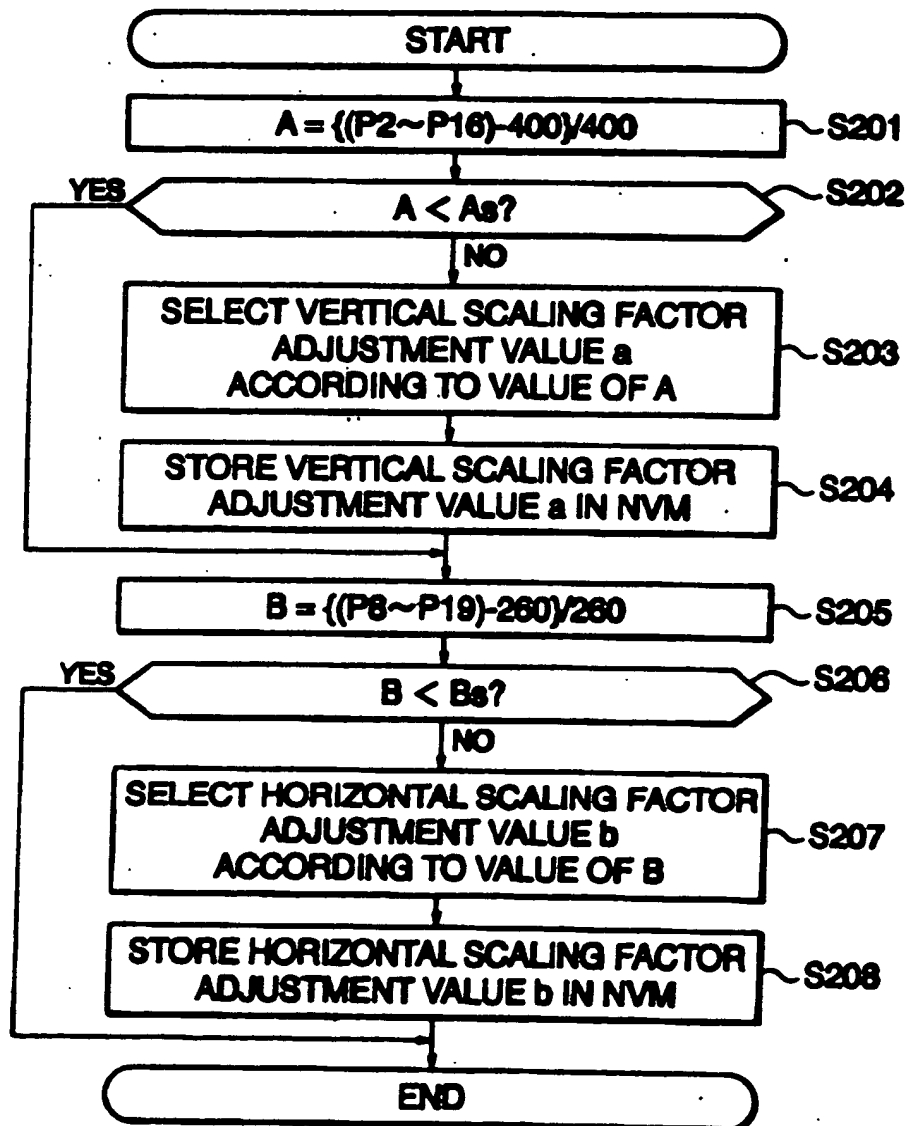 START
A = {((P2~P16)-400}/400
S201
YES
A < As?
S202
NO
SELECT VERTICAL SCALING FACTOR
ADJUSTMENT VALUE a
ACCORDING TO VALUE OF A
S203
STORE VERTICAL SCALING FACTOR
ADJUSTMENT VALUE a IN NVM
S204
B = {((P8~P19)-260}/260
S205
YES
B < Bs?
S206
NO
SELECT HORIZONTAL SCALING FACTOR
ADJUSTMENT VALUE b
ACCORDING TO VALUE OF B
S207
STORE HORIZONTAL SCALING FACTOR
ADJUSTMENT VALUE b IN NVM
S208
END